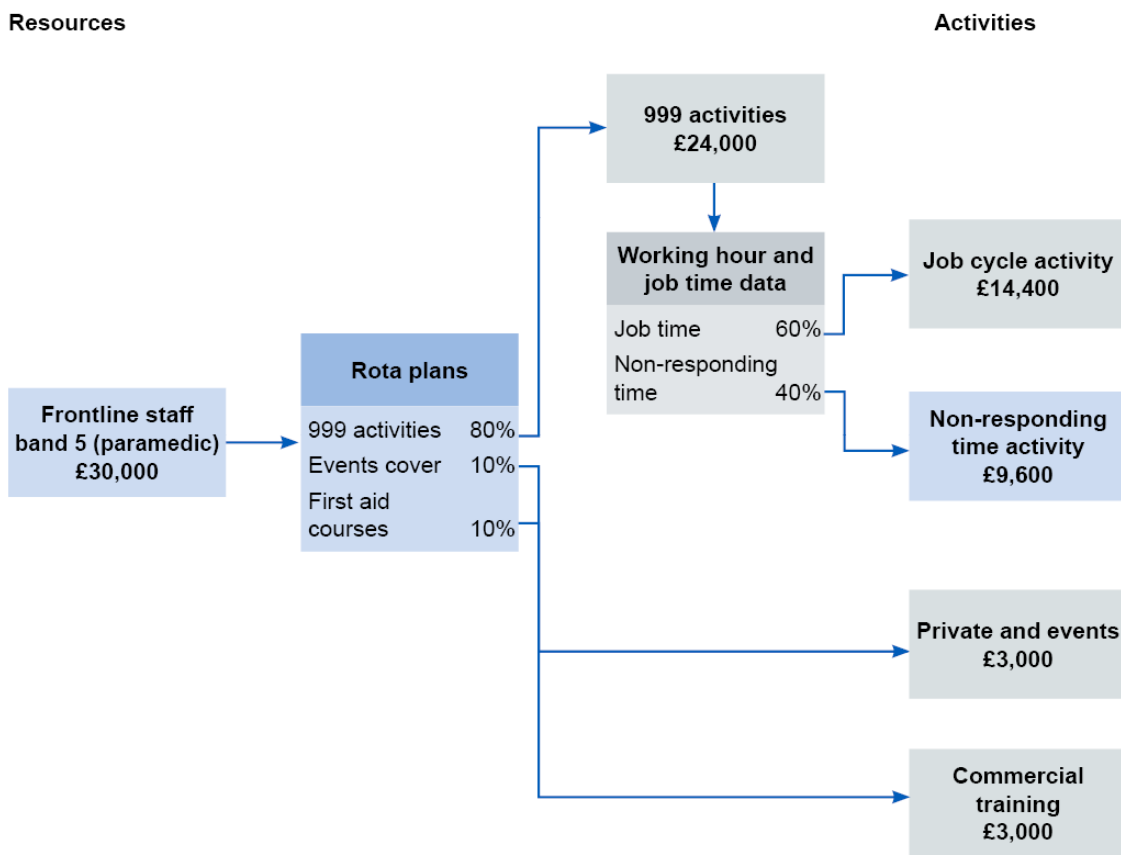 Resources
Activities
999 activities
£24,000
Working hour and
job time data
Job time 60%
Non-responding
time 40%
Job cycle activity
£14,400
Rota plans
999 activities 80%
Events cover 10%
First aid
courses 10%
Frontline staff
band 5 (paramedic)
£30,000
Non-responding
time activity
£9,600
Private and events
£3,000
Commercial
training
£3,000